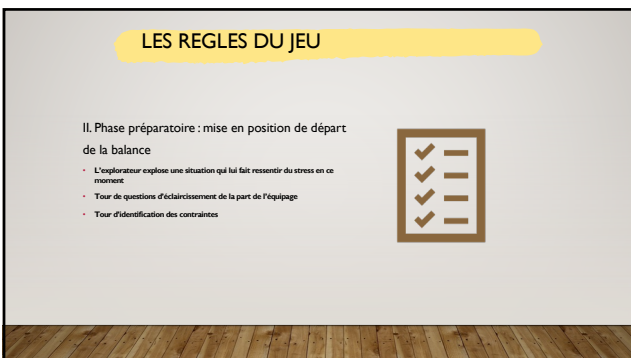 LES REGLES DU JEU
II. Phase préparatoire : mise en position de départ
de la balance
• L'explorateur explose une situation qui lui fait ressentir du stress en ce
moment
• Tour de questions d'éclaircissement de la part de l'équipage
• Tour d'identification des contraintes